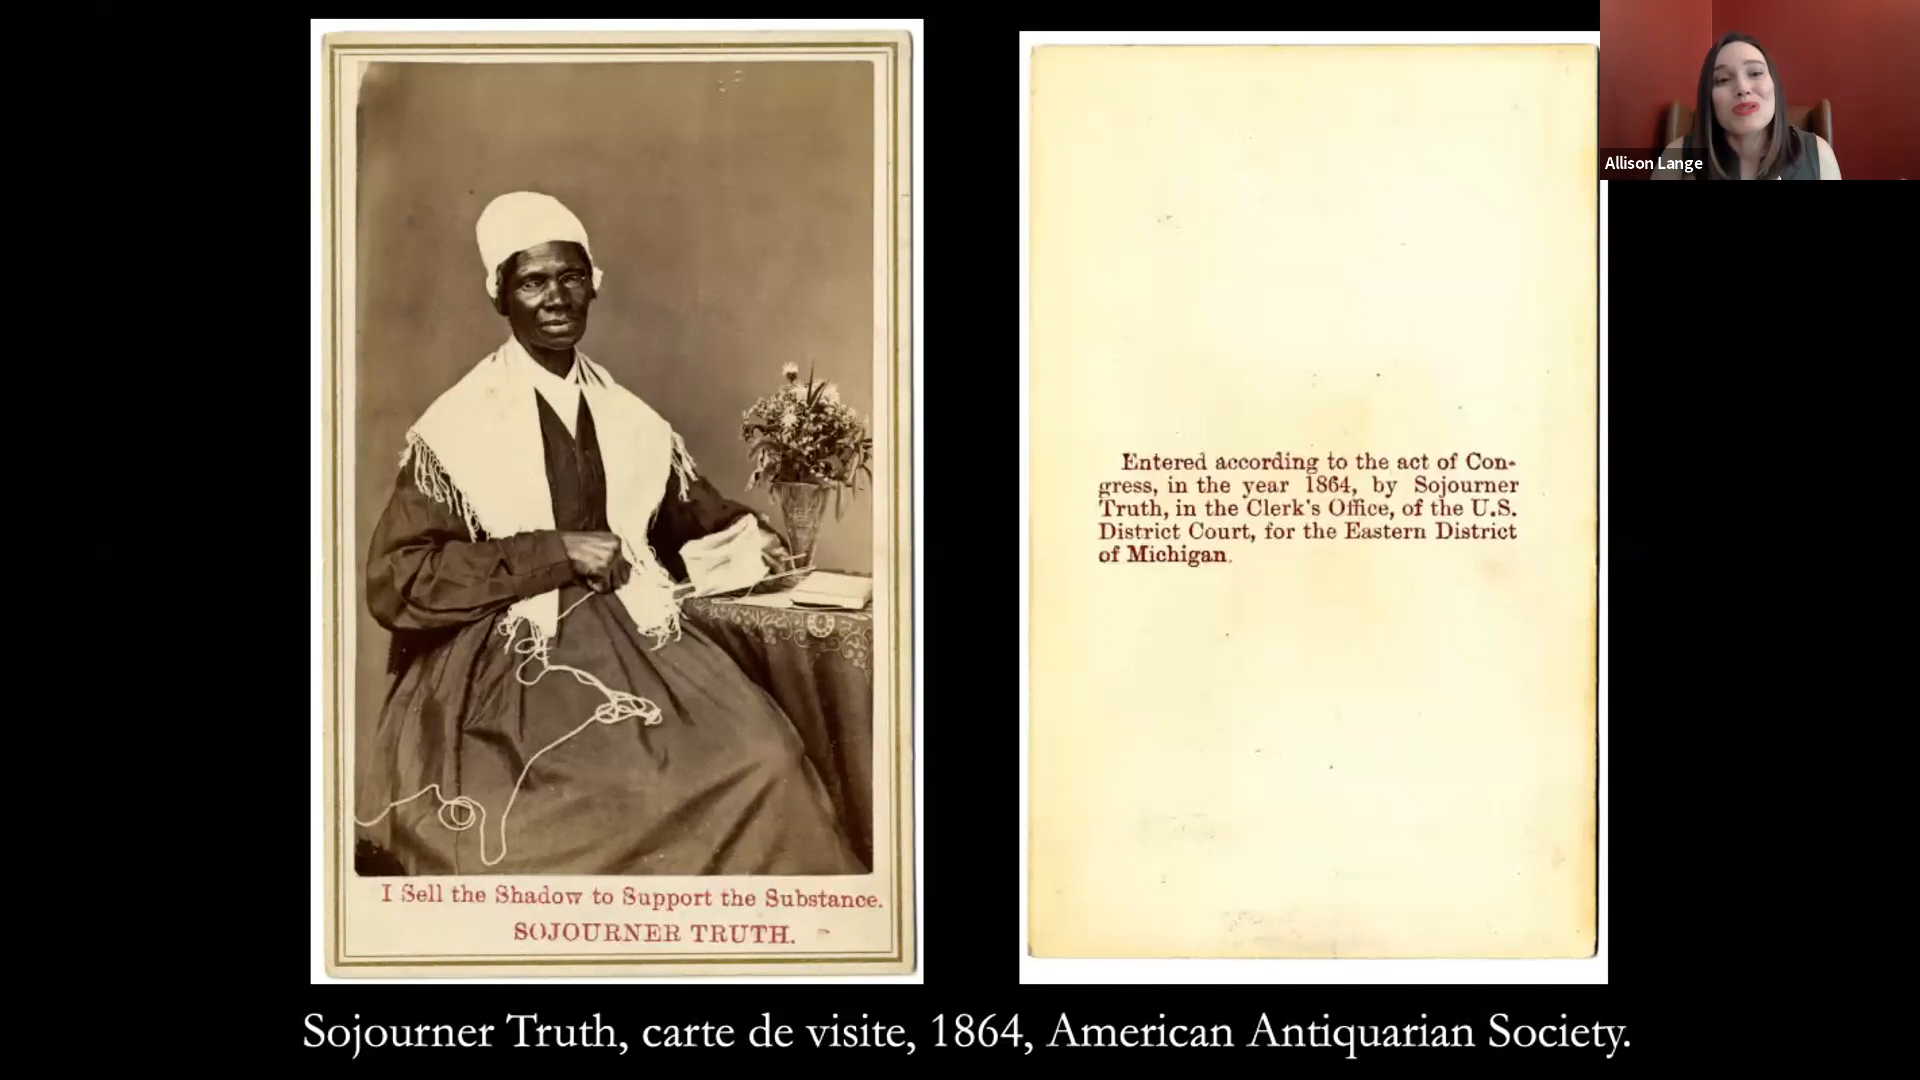 Allison Lange
I Sell the Shadow to Support the Substance.
SOJOURNER TRUTH.
Entered according to the act of Con-
gress, in the year 1864, by Sojourner
Truth, in the Clerk's Office, of the U.S.
District Court, for the Eastern District
of Michigan.
Sojourner Truth, carte de visite, 1864, American Antiquarian Society.